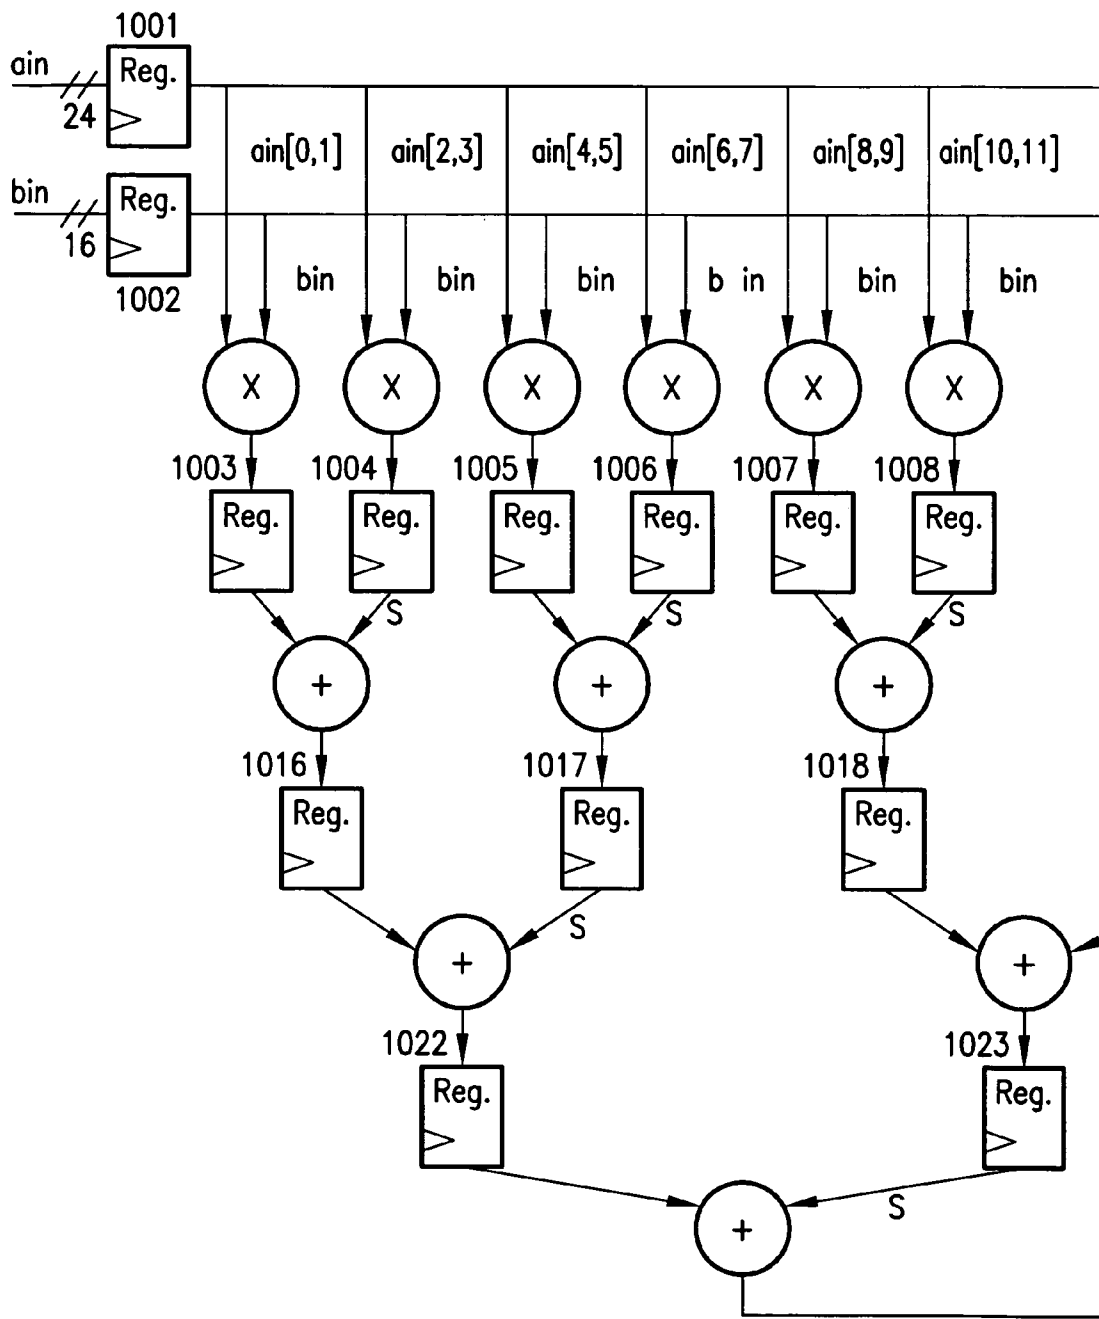 1001
ain
Reg.
24
ain[0,1] ain[2,3] ain[4,5] ain[6,7] ain[8,9] ain[10,11]
bin
Reg.
16
1002
bin bin bin b in bin bin
X X X X X X
1003 1004 1005 1006 1007 1008
Reg. Reg. Reg. Reg. Reg. Reg.
S S S
+ + +
1016 1017 1018
Reg. Reg. Reg.
S
+ +
1022 1023
Reg. Reg.
S
+